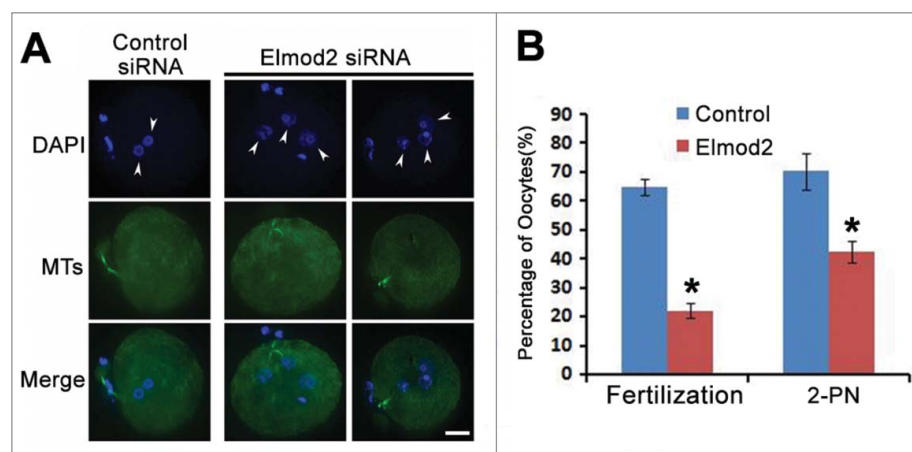 A
Control
siRNA
Elmod2 siRNA
DAPI
MTs
Merge
B
Percentage of Oocytes(%)
90
80
70
60
50
40
30
20
10
0
Control
Elmod2
*
*
Fertilization
2-PN